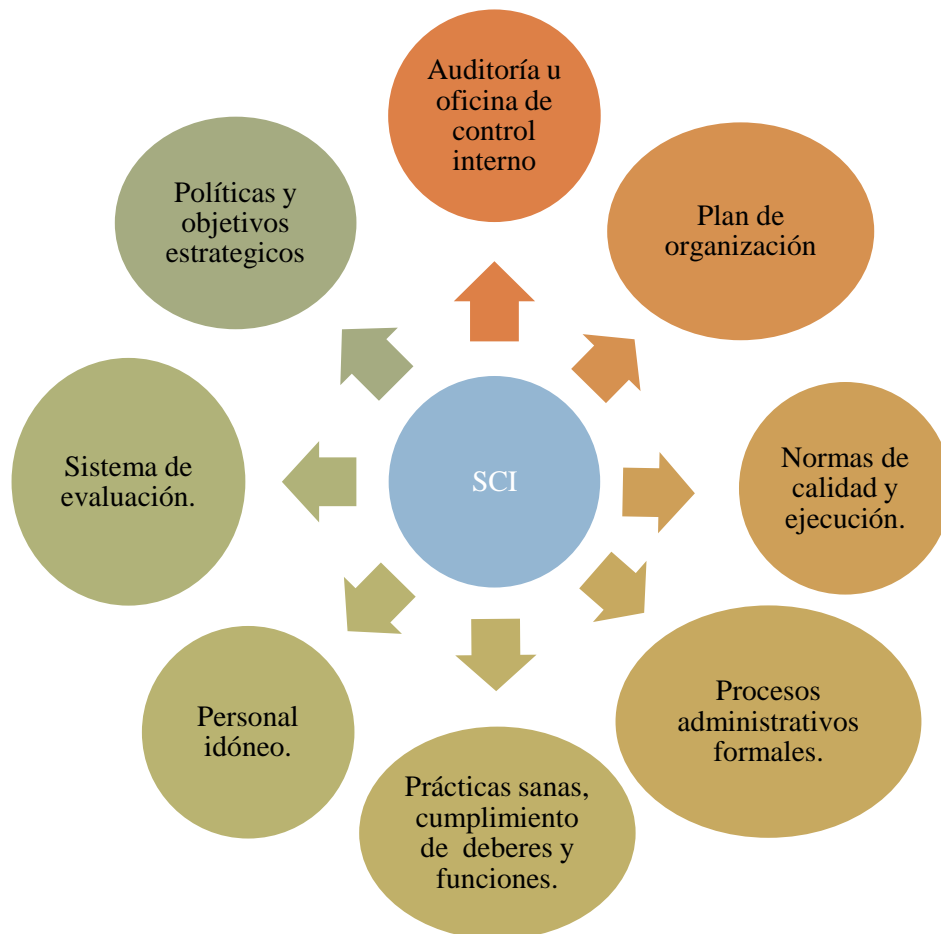 Auditoría u
oficina de
control
interno
Plan de
organización
Normas de
calidad y
ejecución.
Procesos
administrativos
formales.
Prácticas sanas,
cumplimiento
de deberes y
funciones.
Personal
idóneo.
Sistema de
evaluación.
Políticas y
objetivos
estrategicos
SCI